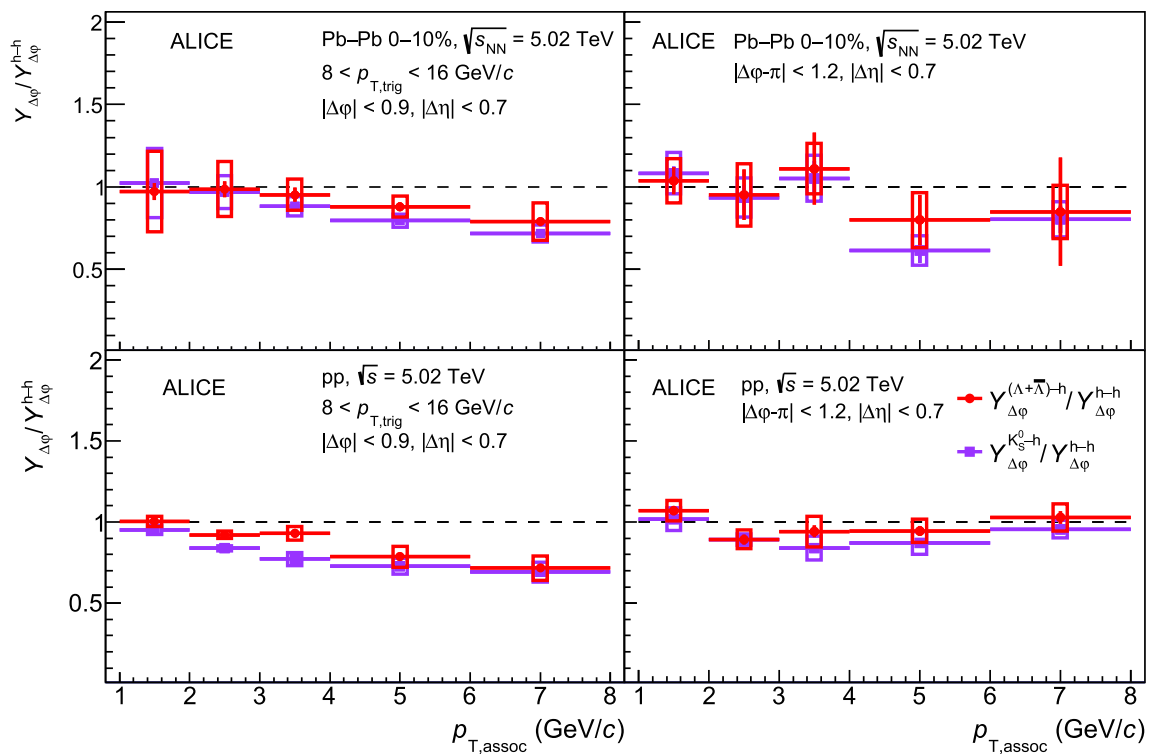 Y_Δφ / Y_Δφ^h–h
2
1.5
1
0.5
ALICE
Pb–Pb 0–10%, √s_NN = 5.02 TeV
8 < p_T,trig < 16 GeV/c
|Δφ| < 0.9, |Δη| < 0.7
ALICE
Pb–Pb 0–10%, √s_NN = 5.02 TeV
|Δφ-π| < 1.2, |Δη| < 0.7
Y_Δφ / Y_Δφ^h–h
2
1.5
1
0.5
ALICE
pp, √s = 5.02 TeV
8 < p_T,trig < 16 GeV/c
|Δφ| < 0.9, |Δη| < 0.7
ALICE
pp, √s = 5.02 TeV
|Δφ-π| < 1.2, |Δη| < 0.7
Y_Δφ^(Λ+Λ̅)–h / Y_Δφ^h–h
Y_Δφ^K⁰_S–h / Y_Δφ^h–h
1 2 3 4 5 6 7 8
p_T,assoc (GeV/c)
1 2 3 4 5 6 7 8
p_T,assoc (GeV/c)